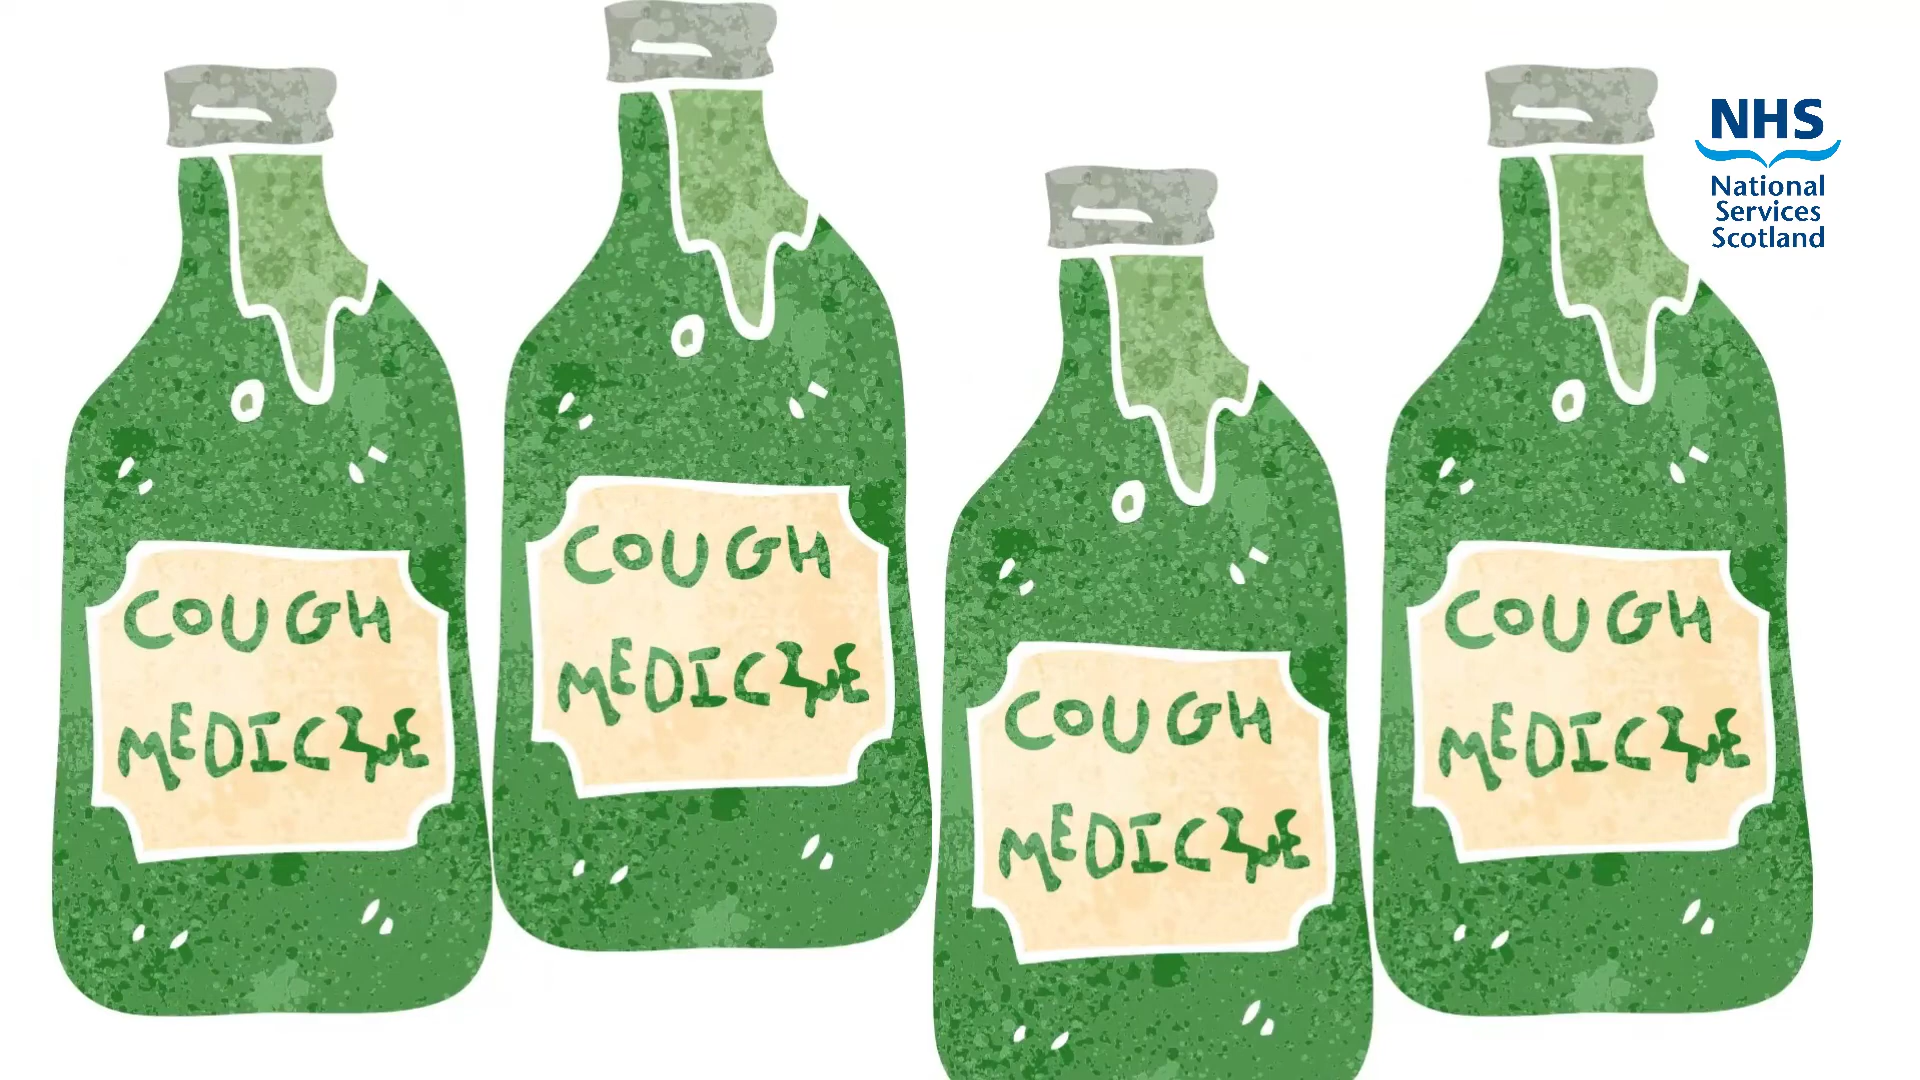 COUGH
MEDICINE
COUGH
MEDICINE
COUGH
MEDICINE
COUGH
MEDICINE
NHS
National
Services
Scotland